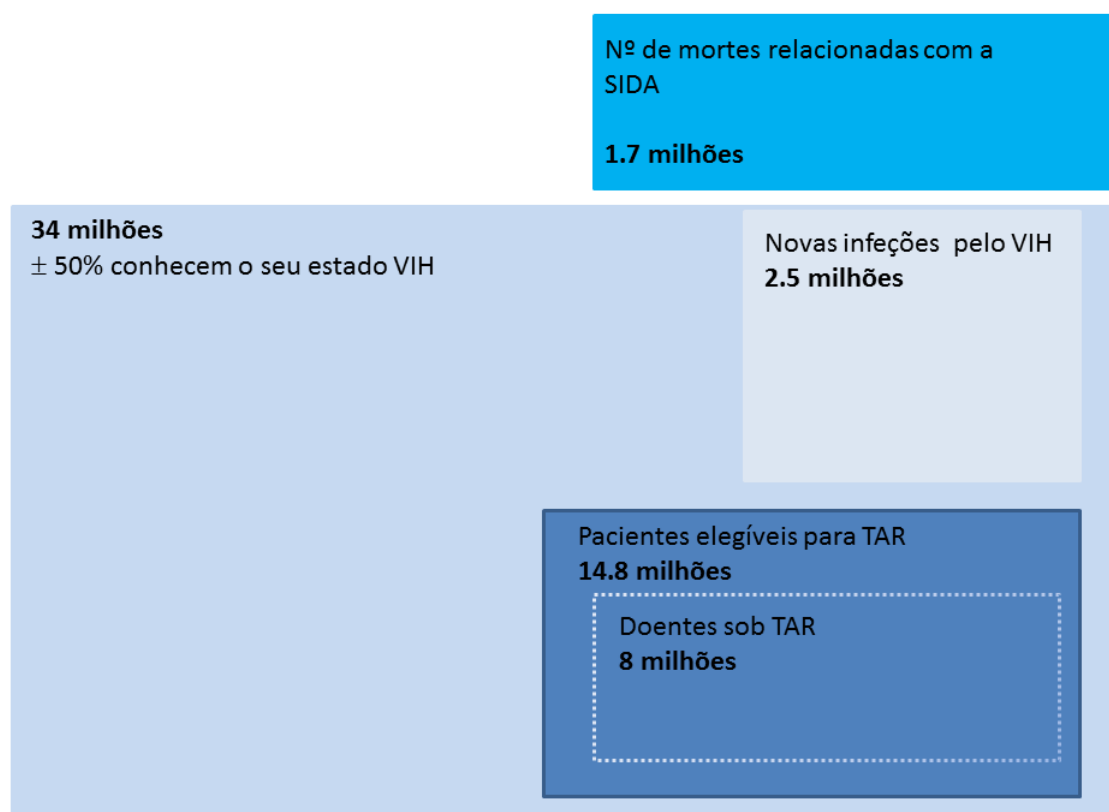 Nº de mortes relacionadas com a
SIDA
1.7 milhões
34 milhões
± 50% conhecem o seu estado VIH
Novas infeções pelo VIH
2.5 milhões
Pacientes elegíveis para TAR
14.8 milhões
Doentes sob TAR
8 milhões